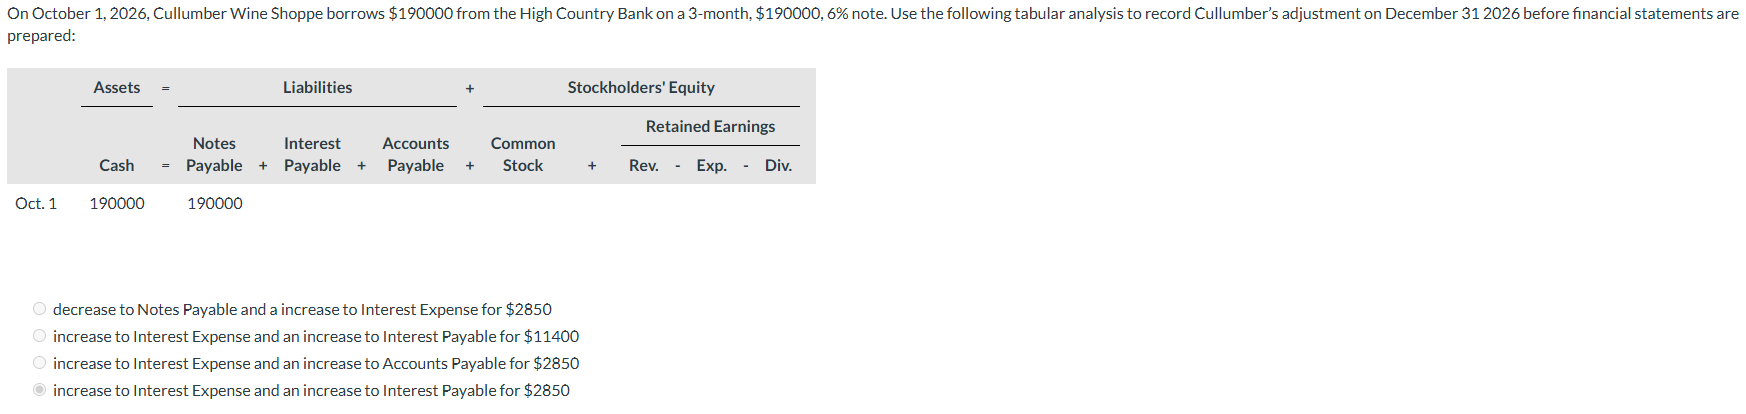 On October 1, 2026, Cullumber Wine Shoppe borrows $190000 from the High Country Bank on a 3-month, $190000, 6% note. Use the following tabular analysis to record Cullumber's adjustment on December 31 2026 before financial statements are
prepared:
Assets = Liabilities + Stockholders' Equity
Retained Earnings
Notes Interest Accounts Common
Cash = Payable + Payable + Payable + Stock + Rev. - Exp. - Div.
Oct. 1 190000 190000
decrease to Notes Payable and a increase to Interest Expense for $2850
increase to Interest Expense and an increase to Interest Payable for $11400
increase to Interest Expense and an increase to Accounts Payable for $2850
increase to Interest Expense and an increase to Interest Payable for $2850